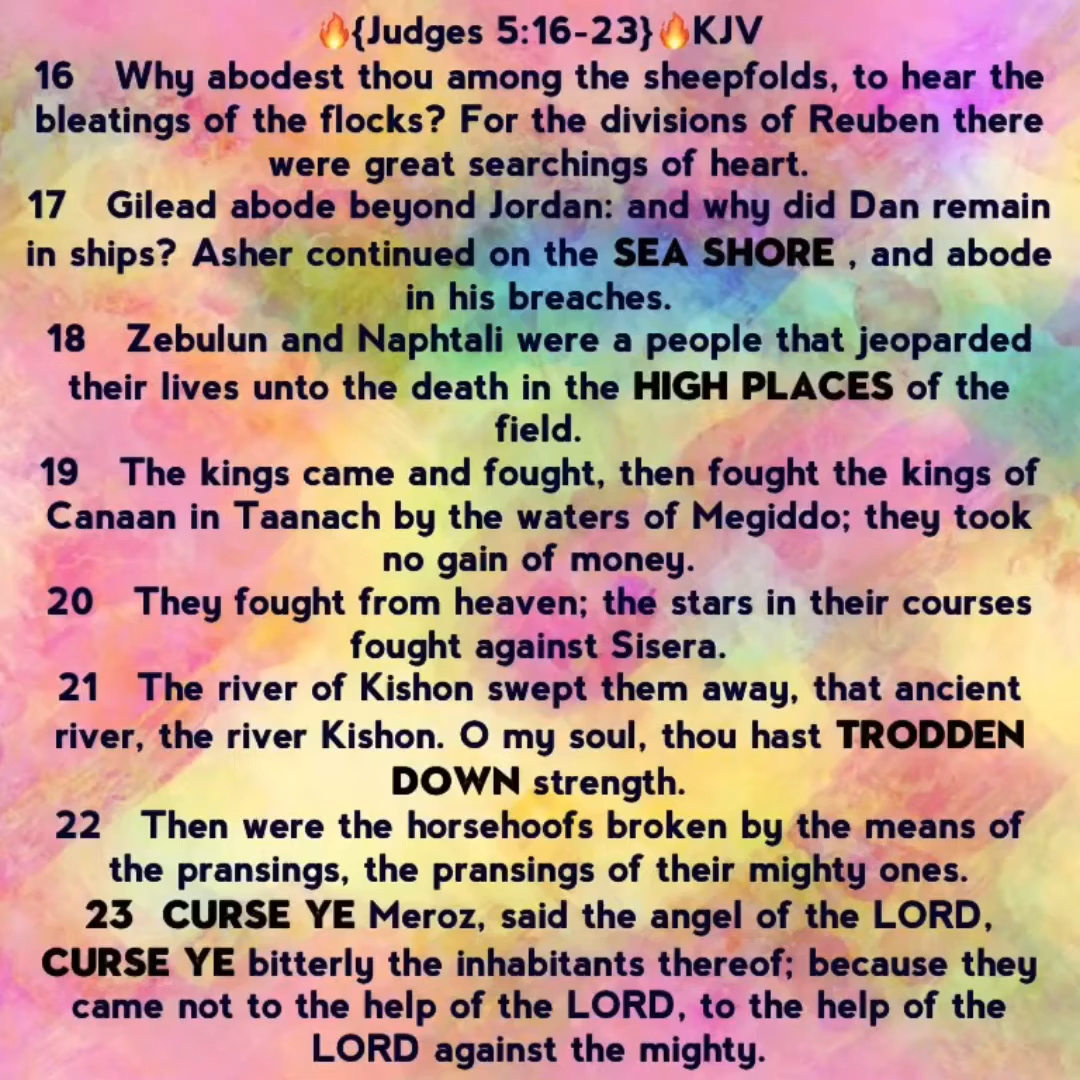 🔥{Judges 5:16-23}🔥KJV
16 Why abodest thou among the sheepfolds, to hear the
bleatings of the flocks? For the divisions of Reuben there
were great searchings of heart.
17 Gilead abode beyond Jordan: and why did Dan remain
in ships? Asher continued on the SEA SHORE , and abode
in his breaches.
18 Zebulun and Naphtali were a people that jeoparded
their lives unto the death in the HIGH PLACES of the
field.
19 The kings came and fought, then fought the kings of
Canaan in Taanach by the waters of Megiddo; they took
no gain of money.
20 They fought from heaven; the stars in their courses
fought against Sisera.
21 The river of Kishon swept them away, that ancient
river, the river Kishon. O my soul, thou hast TRODDEN
DOWN strength.
22 Then were the horsehoofs broken by the means of
the pransings, the pransings of their mighty ones.
23 CURSE YE Meroz, said the angel of the LORD,
CURSE YE bitterly the inhabitants thereof; because they
came not to the help of the LORD, to the help of the
LORD against the mighty.